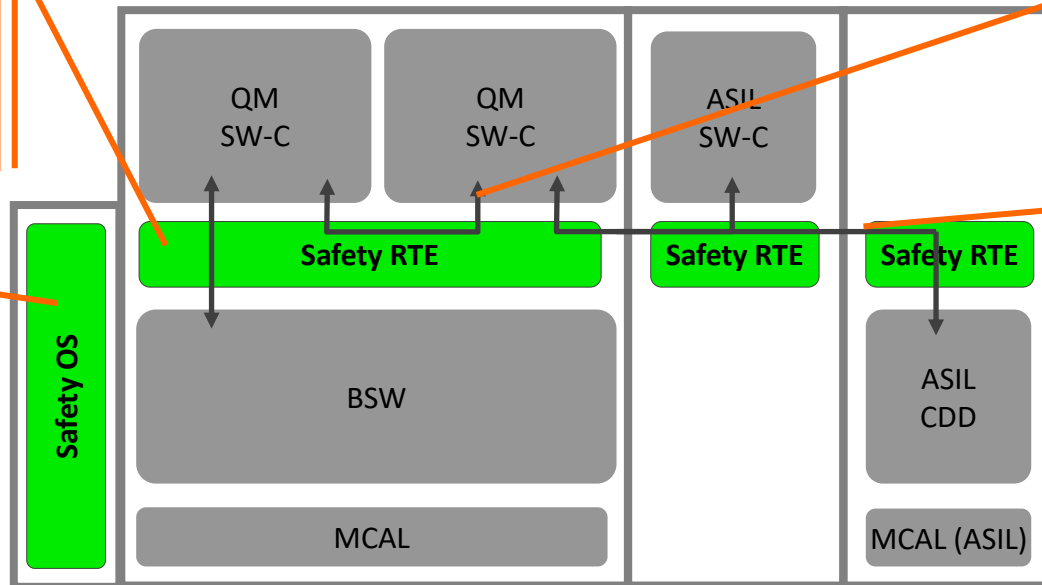 QM
SW-C
QM
SW-C
ASIL
SW-C
Safety RTE
Safety RTE
Safety RTE
Safety OS
BSW
ASIL
CDD
MCAL
MCAL (ASIL)